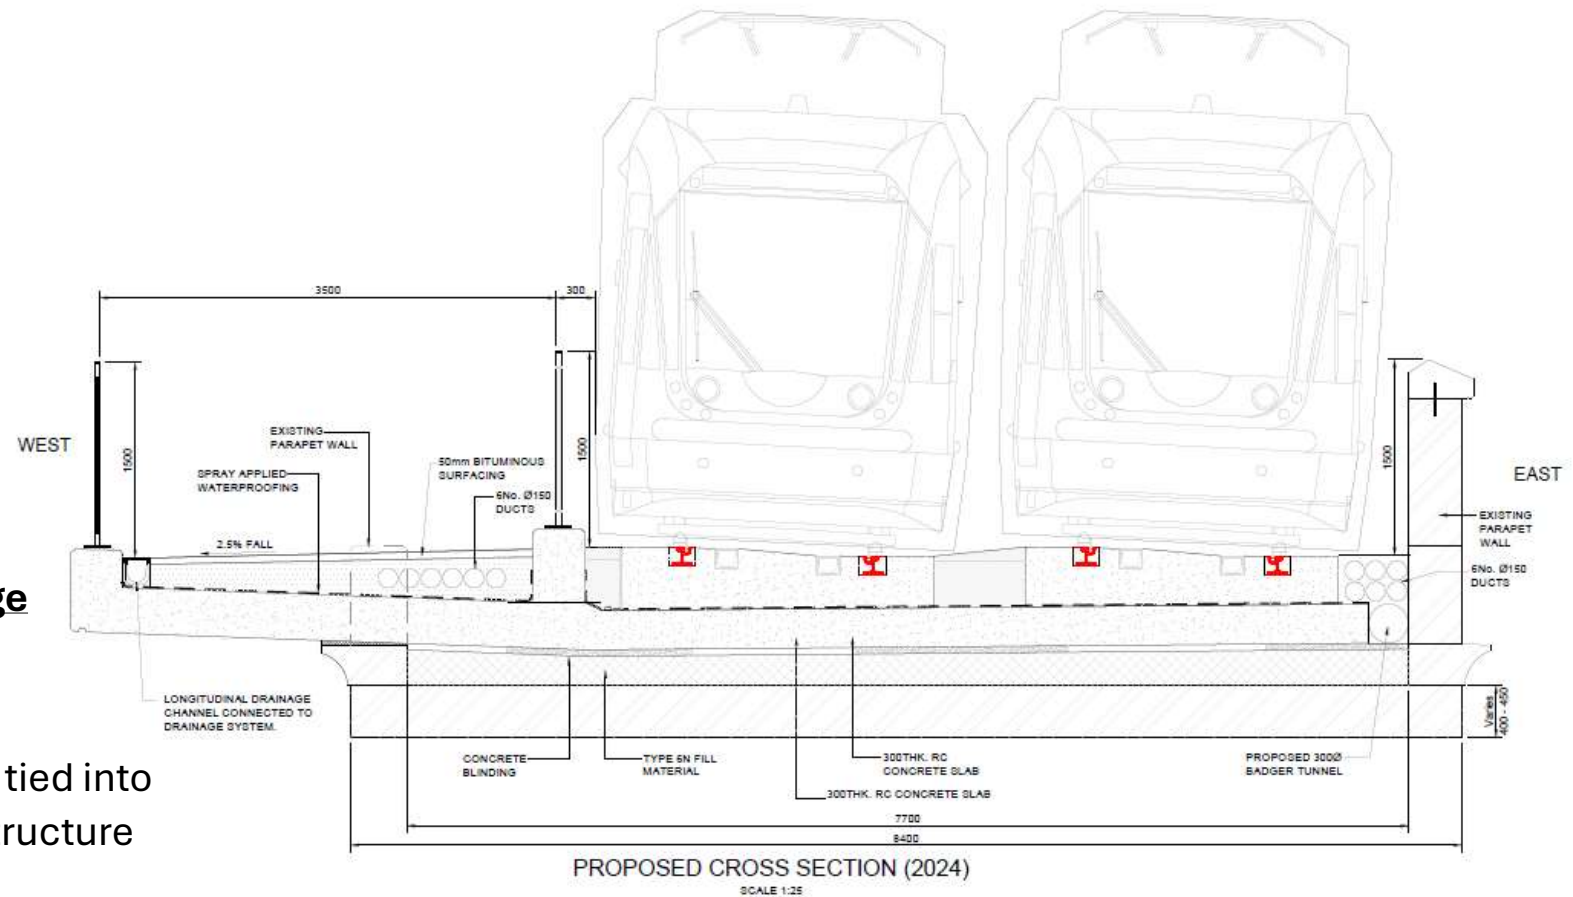 3500
300
WEST
1500
EXISTING
PARAPET WALL
SPRAY APPLIED
WATERPROOFING
50mm BITUMINOUS
SURFACING
6No. Ø150
DUCTS
2.5% FALL
1500
1500
EAST
EXISTING
PARAPET
WALL
6No. Ø150
DUCTS
ge
LONGITUDINAL DRAINAGE
CHANNEL CONNECTED TO
DRAINAGE SYSTEM.
Varies
400 - 450
tied into
ructure
CONCRETE
BLINDING
TYPE 6N FILL
MATERIAL
300THK. RC
CONCRETE SLAB
300THK. RC CONCRETE SLAB
PROPOSED 300Ø
BADGER TUNNEL
7700
8400
PROPOSED CROSS SECTION (2024)
SCALE 1:25